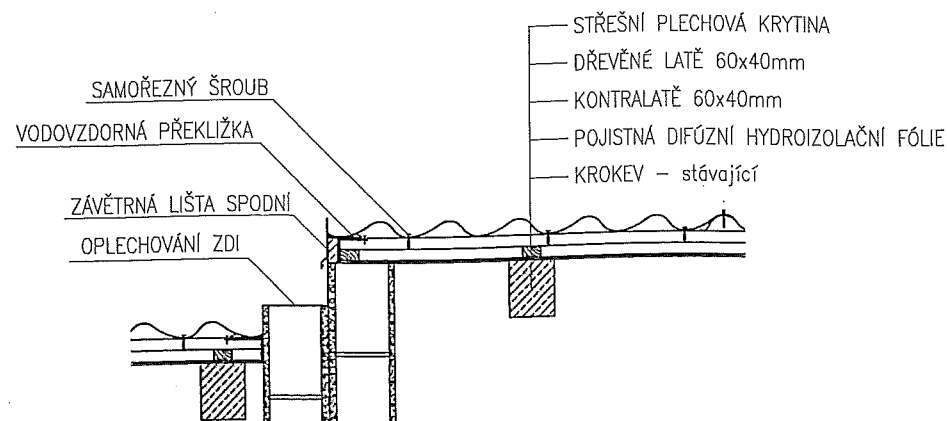 STŘEŠNÍ PLECHOVÁ KRYTINA
DŘEVĚNÉ LATĚ 60x40mm
KONTRALATĚ 60x40mm
POJISTNÁ DIFÚZNÍ HYDROIZOLAČNÍ FÓLIE
KROKEV – stávající
SAMOŘEZNÝ ŠROUB
VODOVZDORNÁ PŘEKLIŽKA
ZÁVĚTRNÁ LIŠTA SPODNÍ
OPLECHOVÁNÍ ZDI